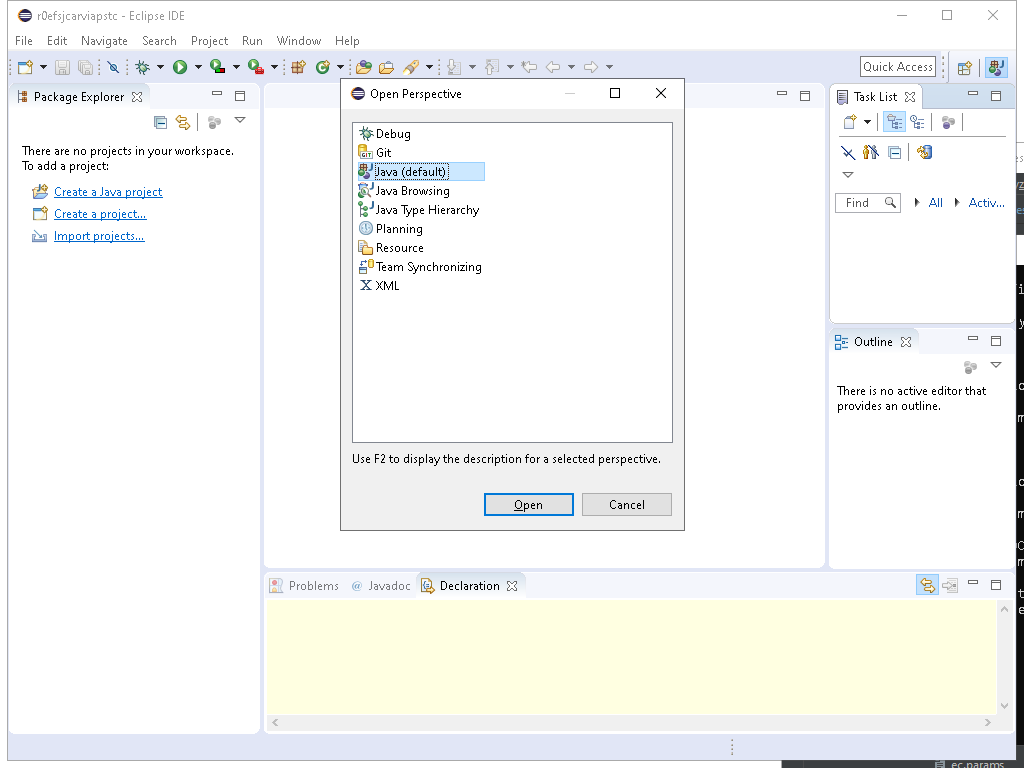 r0efsjcarviapstc - Eclipse IDE
File Edit Navigate Search Project Run Window Help
Quick Access
Package Explorer
There are no projects in your workspace.
To add a project:
Create a Java project
Create a project...
Import projects...
Open Perspective
Debug
GIT
Git
Java (default)
Java Browsing
Java Type Hierarchy
Planning
Resource
Team Synchronizing
XML
Use F2 to display the description for a selected perspective.
Open Cancel
Task List
Find All Activ...
Outline
There is no active editor that
provides an outline.
Problems @ Javadoc Declaration
ec.params